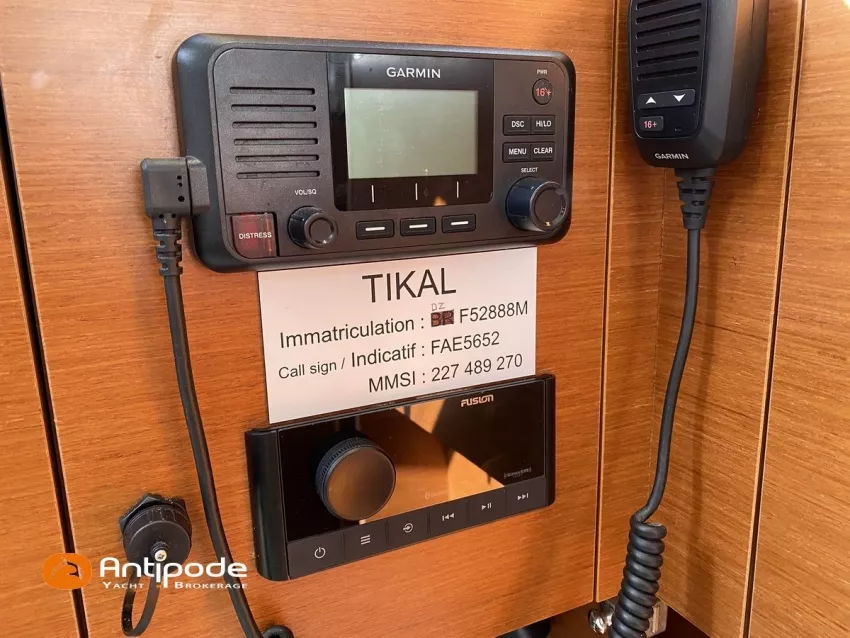 GARMIN
PWR
16+
DSC HI/LO
MENU CLEAR
SELECT
VOL/SQ
DISTRESS
16+
GARMIN
TIKAL
DZ
Immatriculation : F52888M
Call sign / Indicatif : FAE5652
MMSI : 227 489 270
FUSION
Antipode
YACHT BROKERAGE